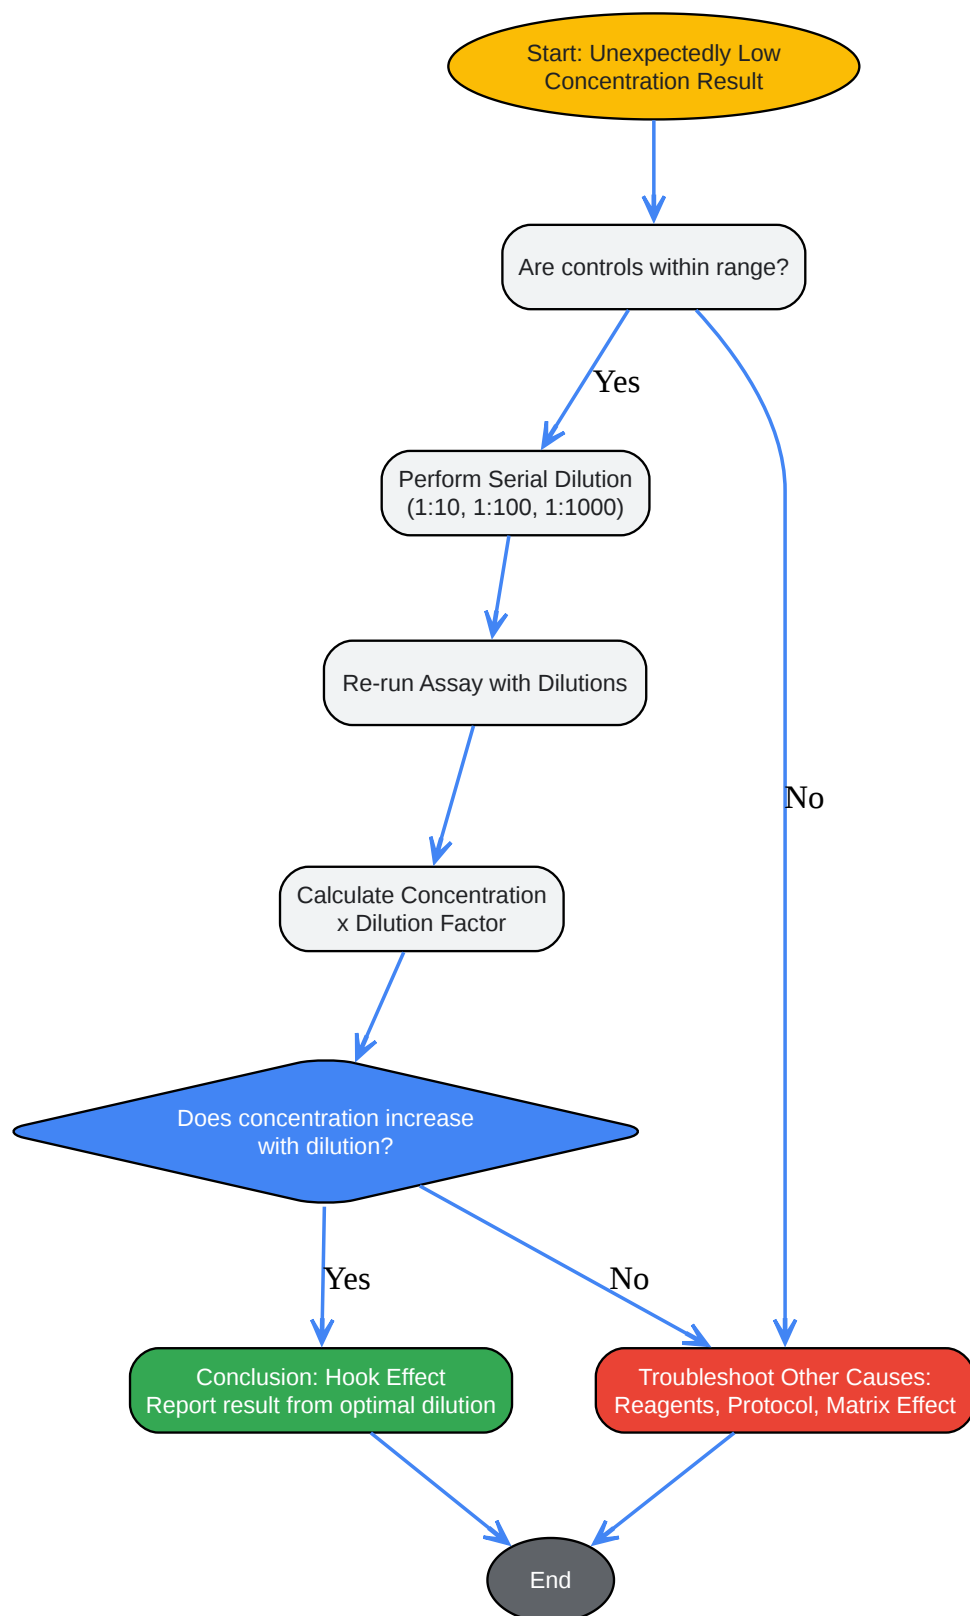 Start: Unexpectedly Low
Concentration Result
Are controls within range?
Yes
Perform Serial Dilution
(1:10, 1:100, 1:1000)
Re-run Assay with Dilutions
No
Calculate Concentration
x Dilution Factor
Does concentration increase
with dilution?
Yes
No
Conclusion: Hook Effect
Report result from optimal dilution
Troubleshoot Other Causes:
Reagents, Protocol, Matrix Effect
End